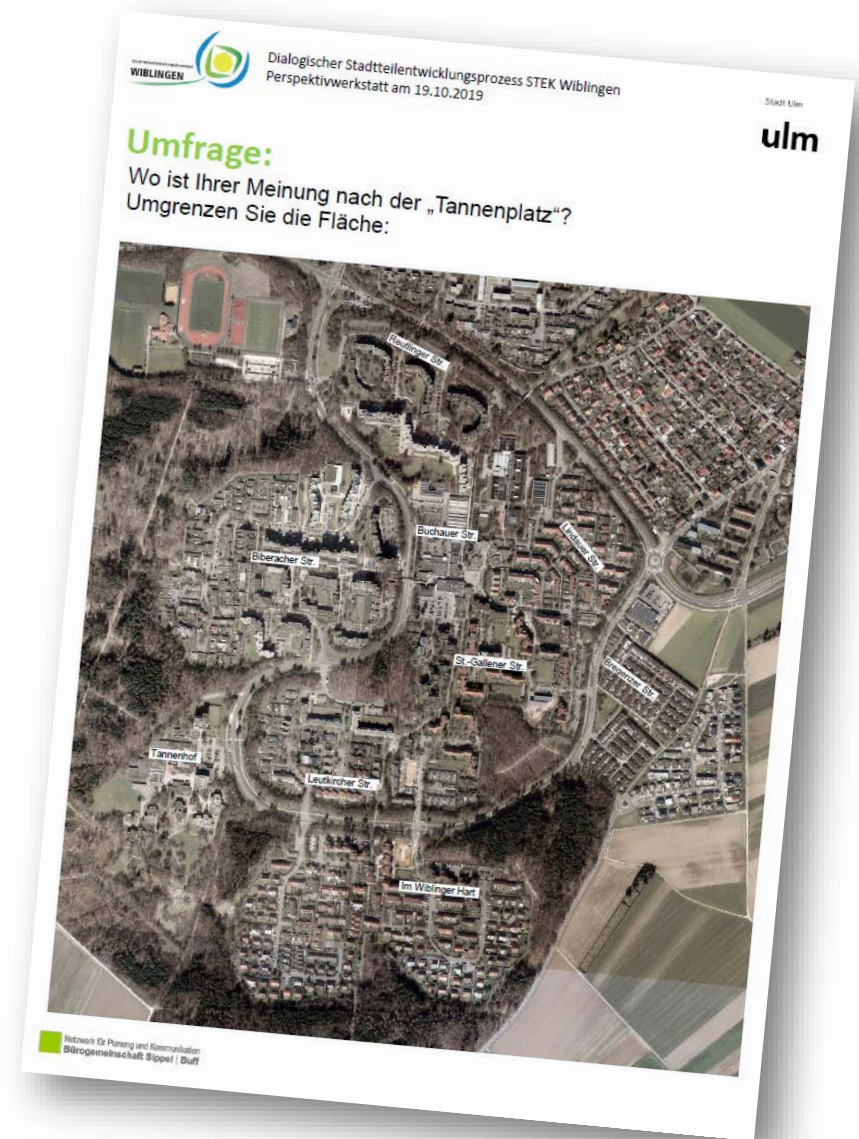 Stadtteilentwicklungskonzept
WIBLINGEN
Dialogischer Stadtteilentwicklungsprozess STEK Wiblingen
Perspektivwerkstatt am 19.10.2019
Stadt Ulm
ulm
Umfrage:
Wo ist Ihrer Meinung nach der „Tannenplatz“?
Umgrenzen Sie die Fläche:
Reutlinger Str.
Buchauer Str.
Lindauer Str.
Biberacher Str.
St.-Gallener Str.
Bregenzer Str.
Tannenhof
Leutkircher Str.
Im Wiblinger Hart
Netzwerk für Planung und Kommunikation
Bürogemeinschaft Sippel | Buff